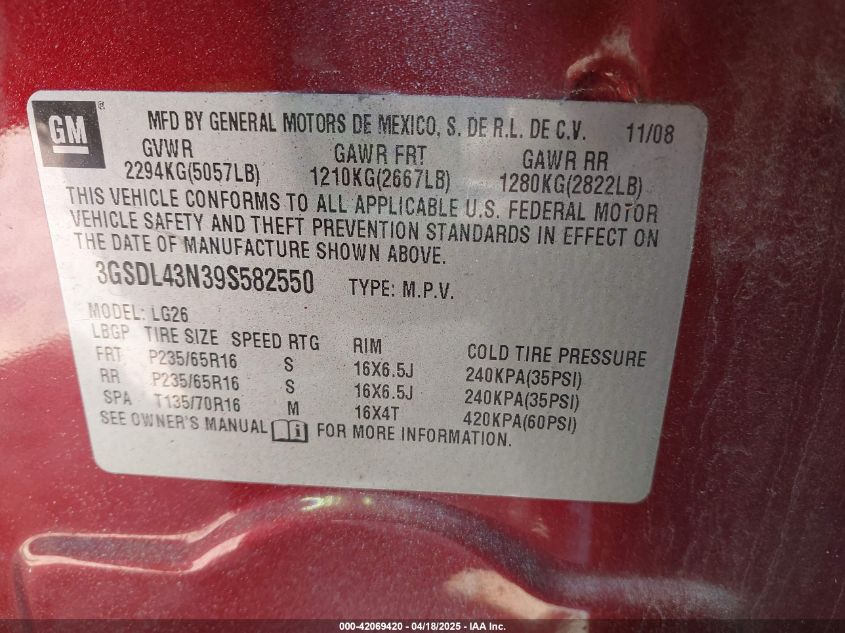 GM ®
MFD BY GENERAL MOTORS DE MEXICO, S. DE R.L. DE C.V. 11/08
GVWR GAWR FRT GAWR RR
2294KG(5057LB) 1210KG(2667LB) 1280KG(2822LB)
THIS VEHICLE CONFORMS TO ALL APPLICABLE U.S. FEDERAL MOTOR
VEHICLE SAFETY AND THEFT PREVENTION STANDARDS IN EFFECT ON
THE DATE OF MANUFACTURE SHOWN ABOVE.
3GSDL43N39S582550 TYPE: M.P.V.
MODEL: LG26
LBGP TIRE SIZE SPEED RTG RIM COLD TIRE PRESSURE
FRT P235/65R16 S 16X6.5J 240KPA(35PSI)
RR P235/65R16 S 16X6.5J 240KPA(35PSI)
SPA T135/70R16 M 16X4T 420KPA(60PSI)
SEE OWNER'S MANUAL i FOR MORE INFORMATION.
000-42069420 - 04/18/2025 - IAA Inc.